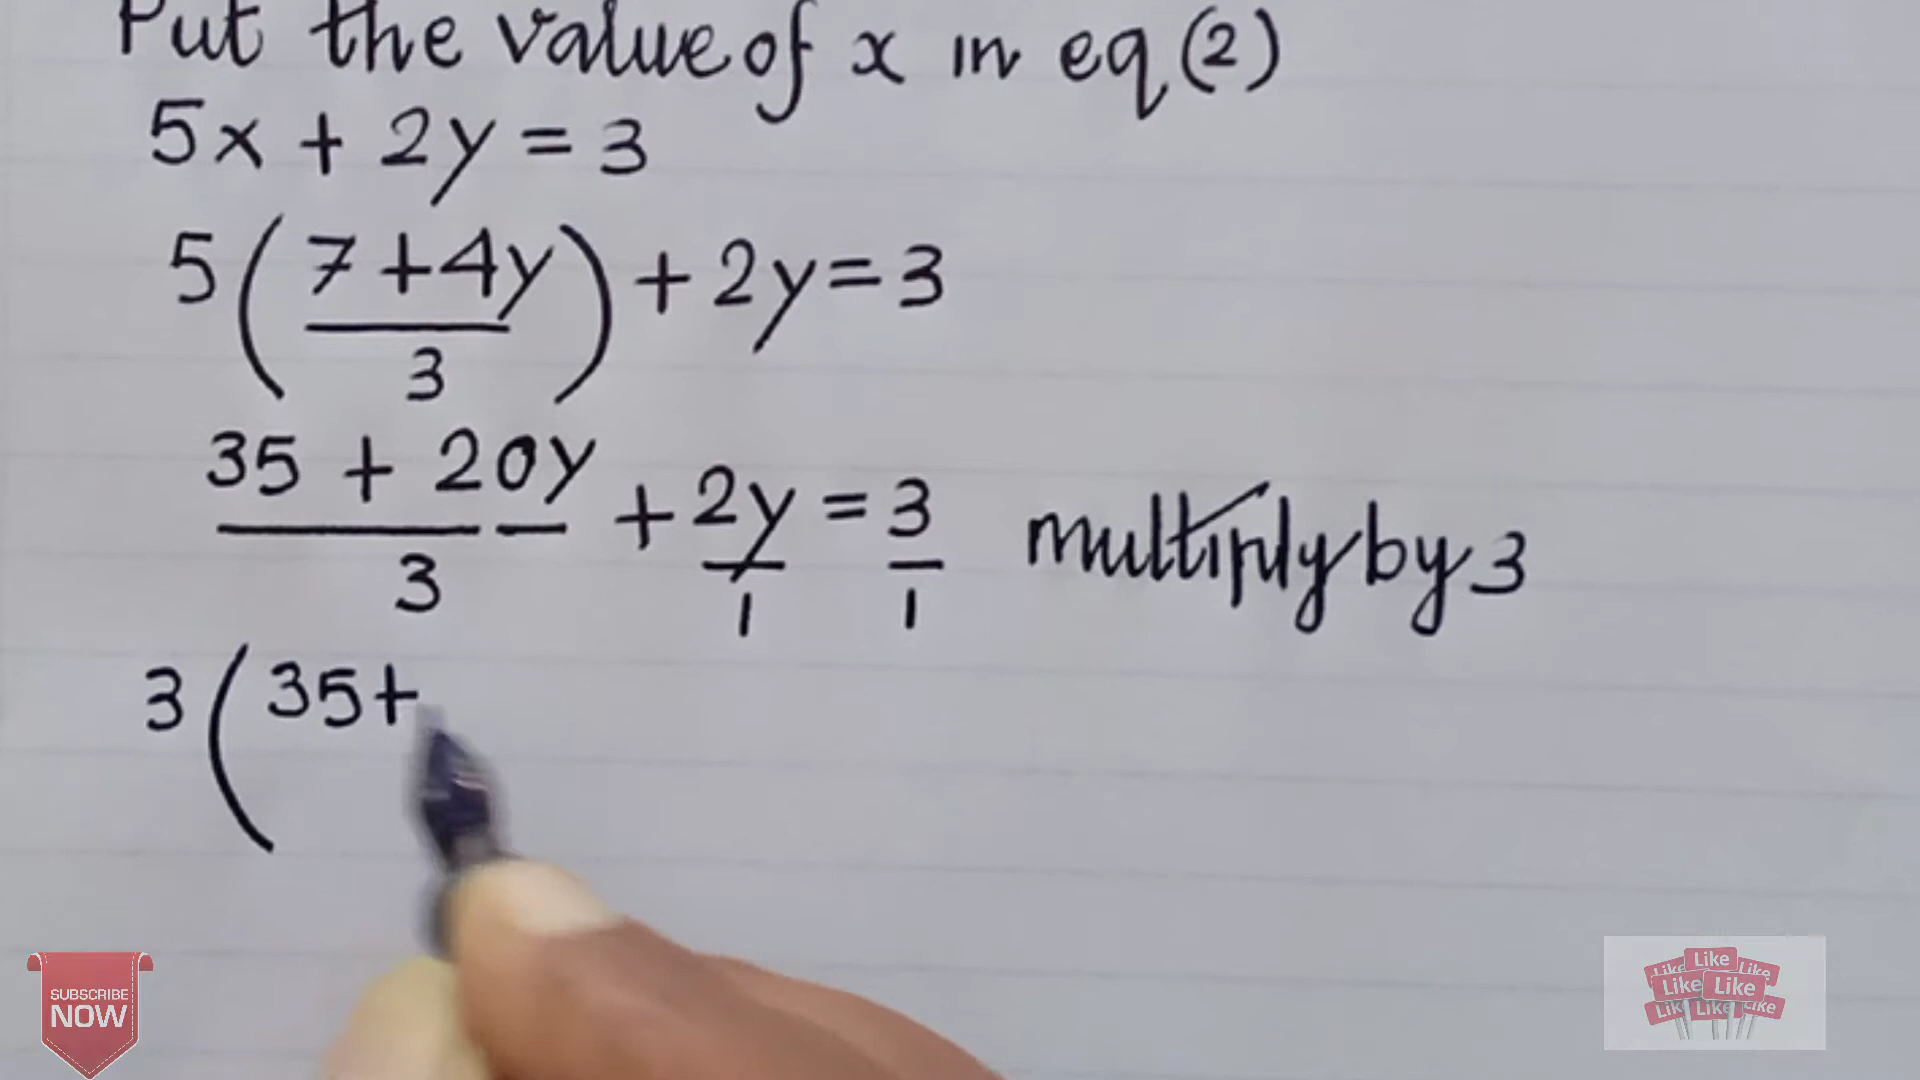 Put the value of x in eq (2)
5x + 2y = 3
5(7+4y/3) + 2y = 3
35 + 20y/3 + 2y/1 = 3/1 multiply by 3
3(35+
SUBSCRIBE
NOW
Like Like Like
Like Like
Like Like Like